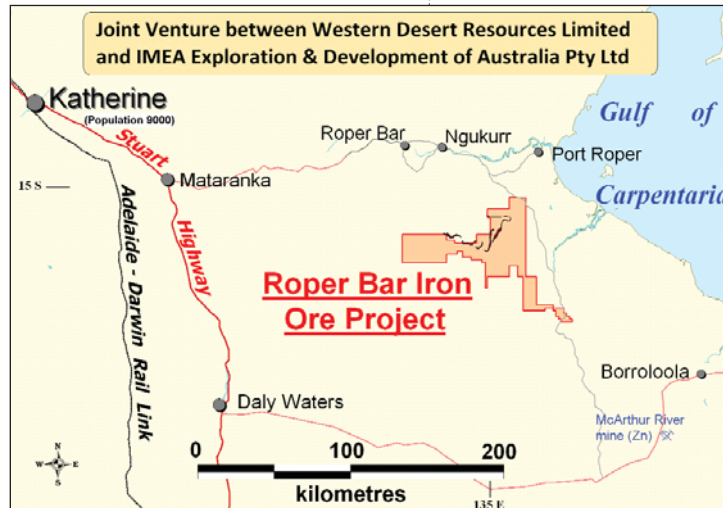 Joint Venture between Western Desert Resources Limited
and IMEA Exploration & Development of Australia Pty Ltd
Katherine
(Population 9000)
Stuart
Highway
Adelaide - Darwin Rail Link
15 S
Mataranka
Roper Bar
Ngukurr
Port Roper
Gulf of
Carpentaria
Roper Bar Iron
Ore Project
Daly Waters
Borroloola
McArthur River
mine (Zn)
N
W
E
S
0
100
200
kilometres
135 E